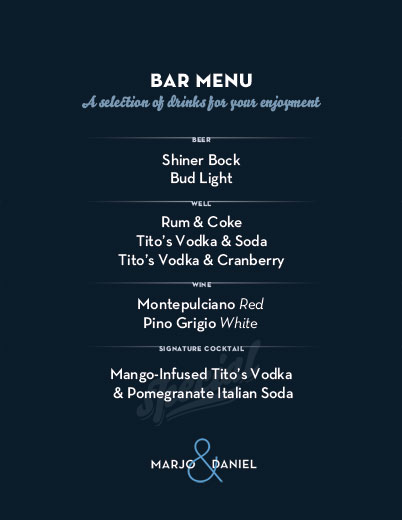 BAR MENU
A selection of drinks for your enjoyment
BEER
Shiner Bock
Bud Light
WELL
Rum & Coke
Tito's Vodka & Soda
Tito's Vodka & Cranberry
WINE
Montepulciano Red
Pino Grigio White
SIGNATURE COCKTAIL
special
Mango-Infused Tito's Vodka
& Pomegranate Italian Soda
MARJO & DANIEL